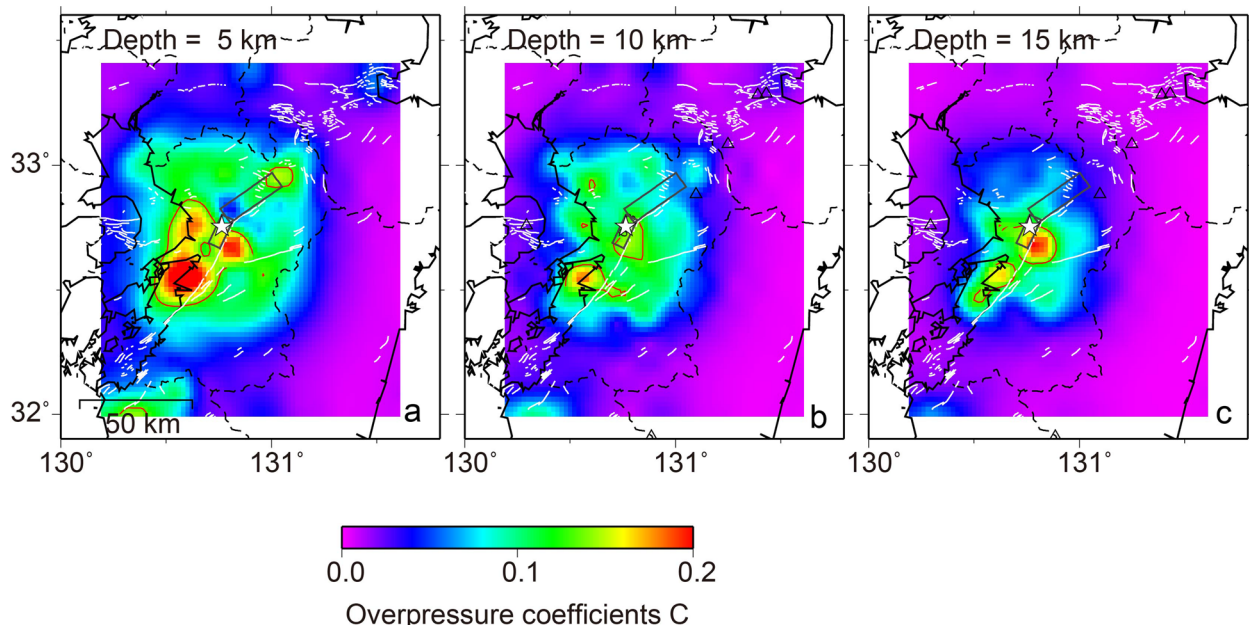 Depth = 5 km
Depth = 10 km
Depth = 15 km
33°
32°
50 km
a
b
c
130°
131°
130°
131°
130°
131°
0.0
0.1
0.2
Overpressure coefficients C